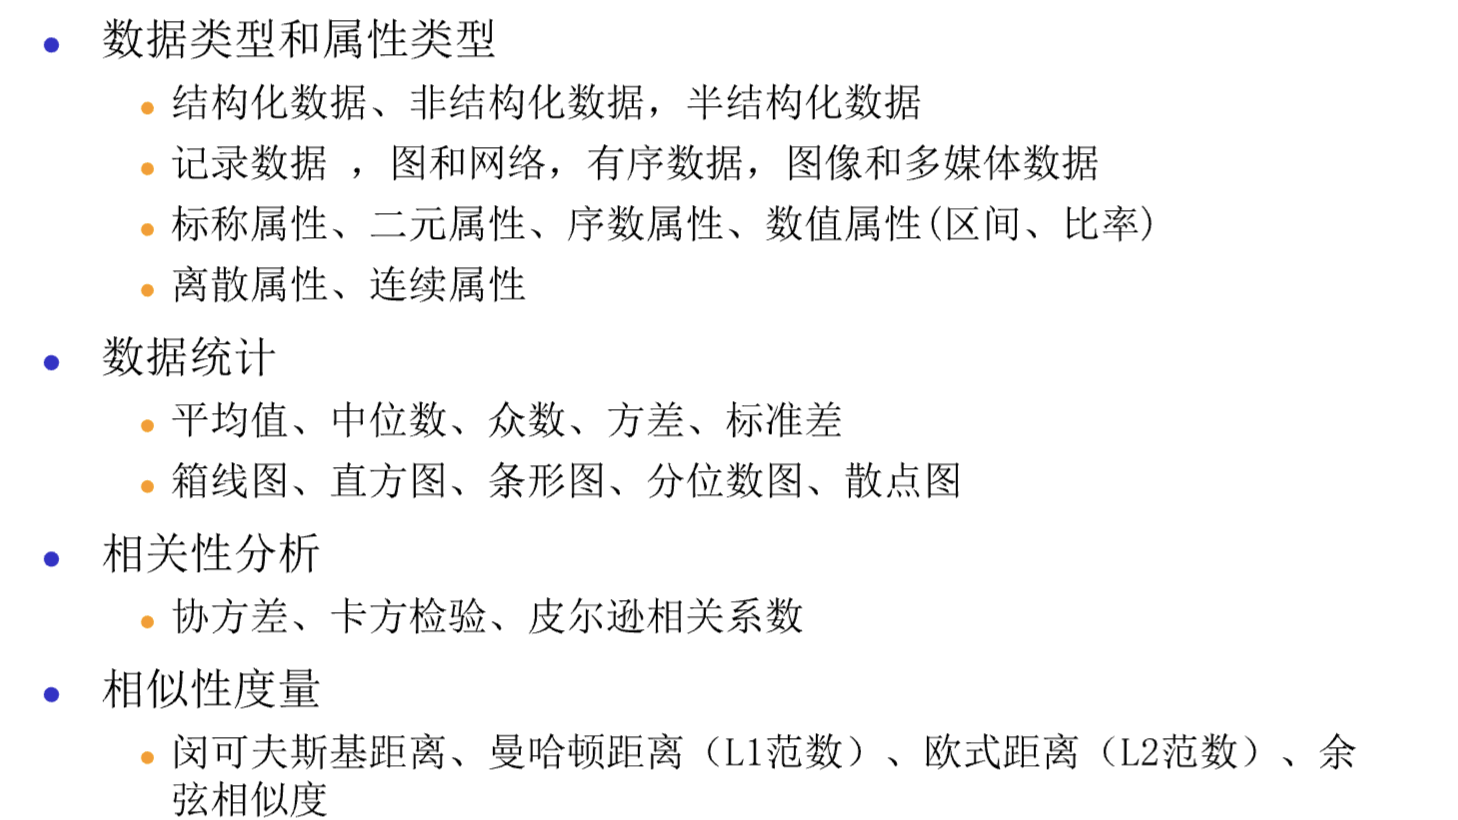 数据类型和属性类型
结构化数据、非结构化数据，半结构化数据
记录数据 ，图和网络，有序数据，图像和多媒体数据
标称属性、二元属性、序数属性、数值属性(区间、比率)
离散属性、连续属性
数据统计
平均值、中位数、众数、方差、标准差
箱线图、直方图、条形图、分位数图、散点图
相关性分析
协方差、卡方检验、皮尔逊相关系数
相似性度量
闵可夫斯基距离、曼哈顿距离（L1范数）、欧式距离（L2范数）、余
弦相似度